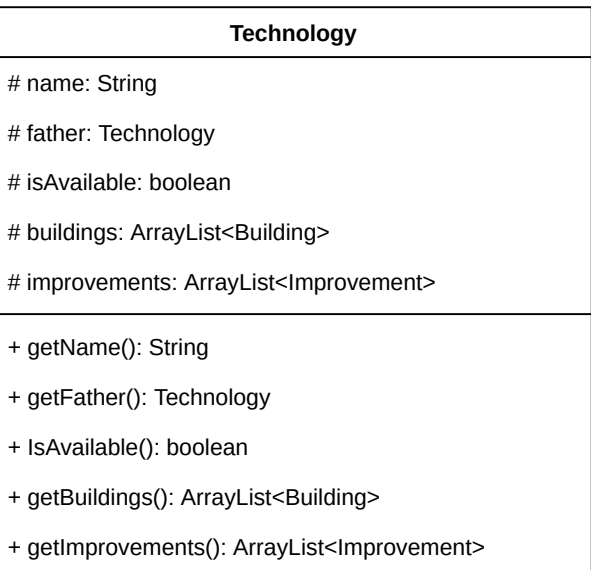 Technology
# name: String
# father: Technology
# isAvailable: boolean
# buildings: ArrayList<Building>
# improvements: ArrayList<Improvement>
+ getName(): String
+ getFather(): Technology
+ IsAvailable(): boolean
+ getBuildings(): ArrayList<Building>
+ getImprovements(): ArrayList<Improvement>